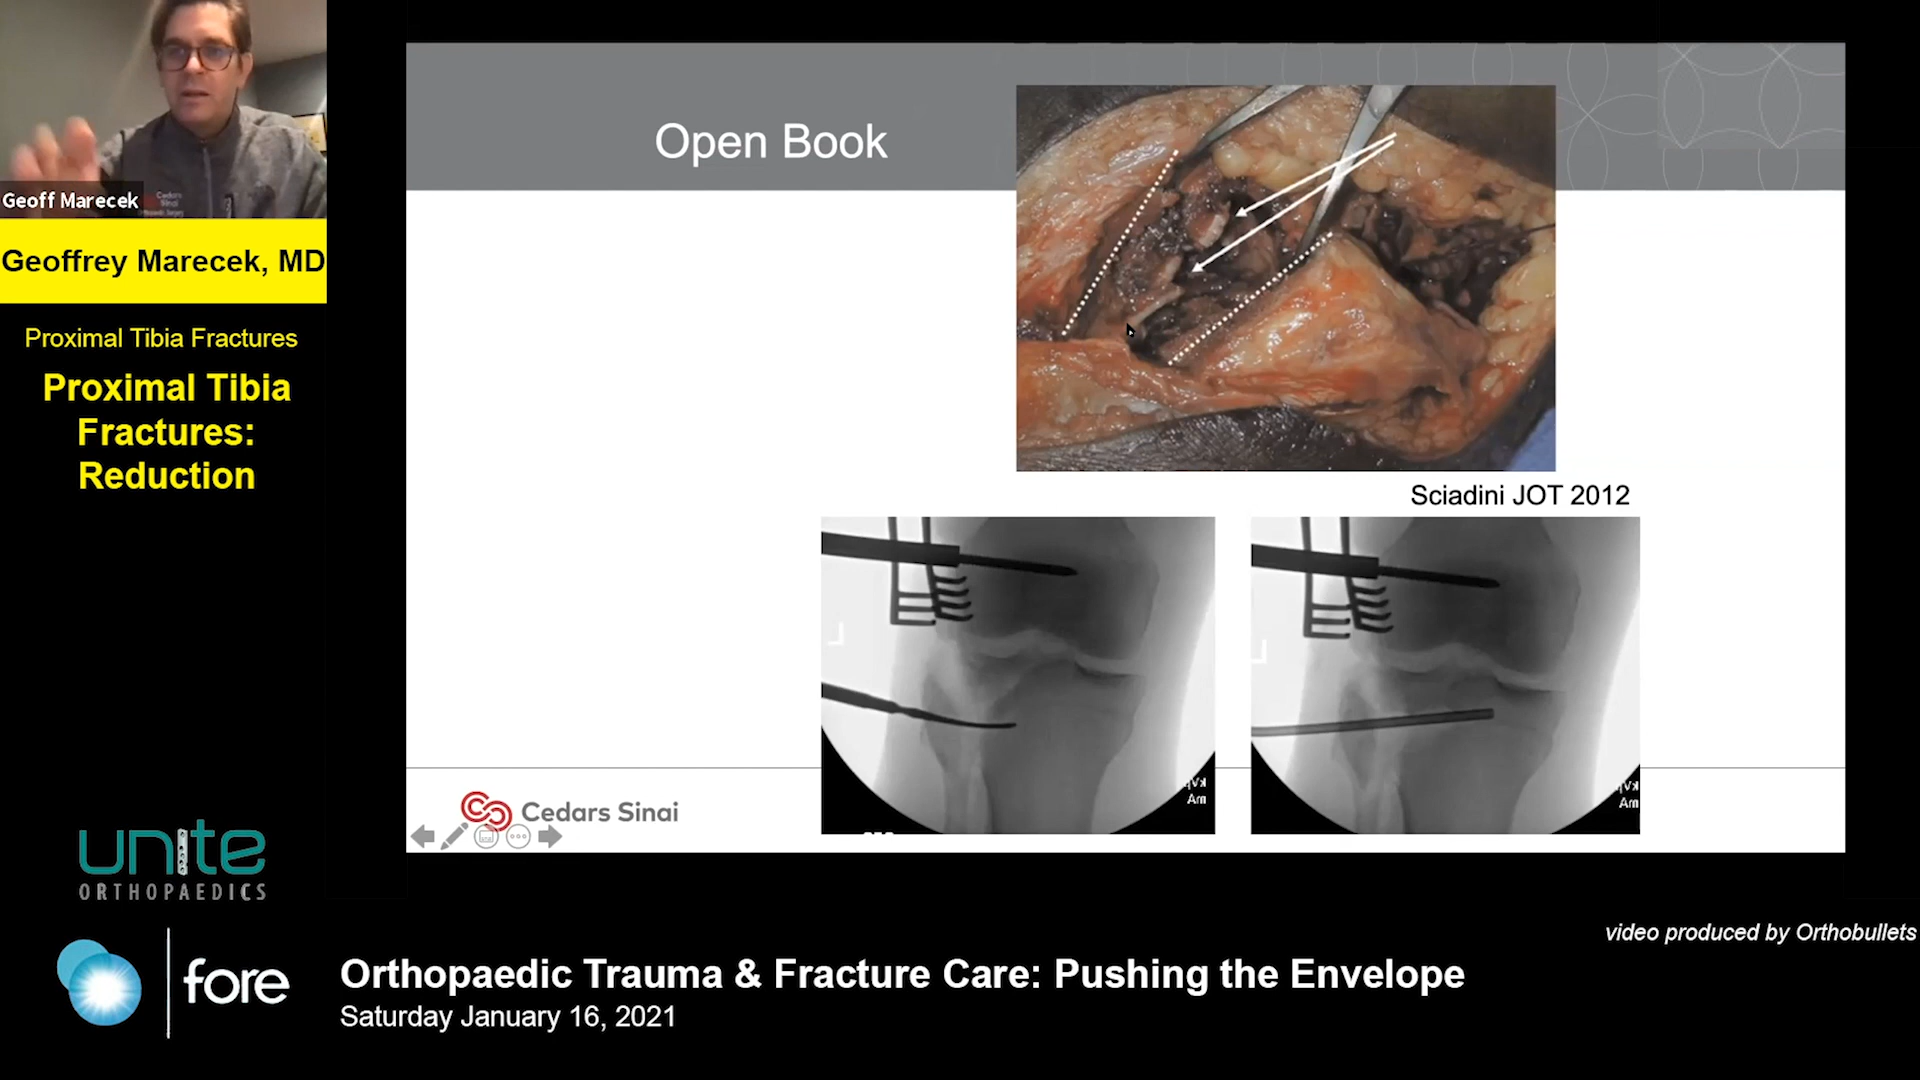 Geoff Marecek
Geoffrey Marecek, MD
Proximal Tibia Fractures
Proximal Tibia
Fractures:
Reduction
unite
ORTHOPAEDICS
fore
Open Book
Sciadini JOT 2012
Cedars Sinai
Orthopaedic Trauma & Fracture Care: Pushing the Envelope
Saturday January 16, 2021
video produced by Orthobullets